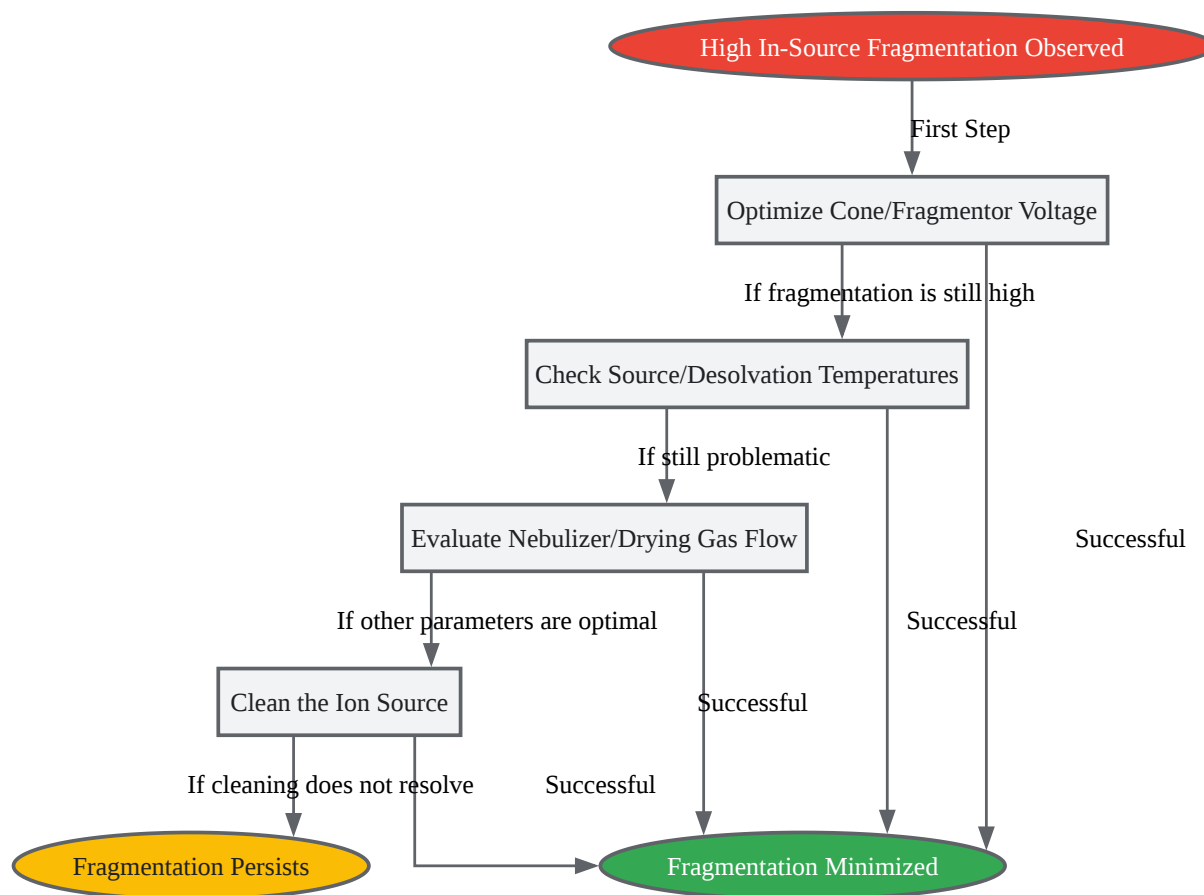 High In-Source Fragmentation Observed
First Step
Optimize Cone/Fragmentor Voltage
If fragmentation is still high
Check Source/Desolvation Temperatures
If still problematic
Evaluate Nebulizer/Drying Gas Flow
Successful
If other parameters are optimal
Successful
Clean the Ion Source
Successful
If cleaning does not resolve
Successful
Fragmentation Persists
Fragmentation Minimized